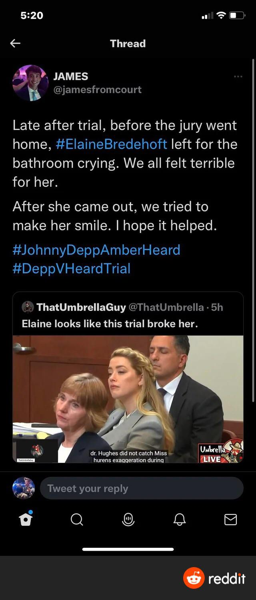 5:20
Thread
JAMES
@jamesfromcourt
Late after trial, before the jury went
home, #ElaineBredehoft left for the
bathroom crying. We all felt terrible
for her.
After she came out, we tried to
make her smile. I hope it helped.
#JohnnyDeppAmberHeard
#DeppVHeardTrial
ThatUmbrellaGuy @ThatUmbrella · 5h
Elaine looks like this trial broke her.
dr. Hughes did not catch Miss
hurens exaggeration during
Umbrella
LIVE
Tweet your reply
reddit